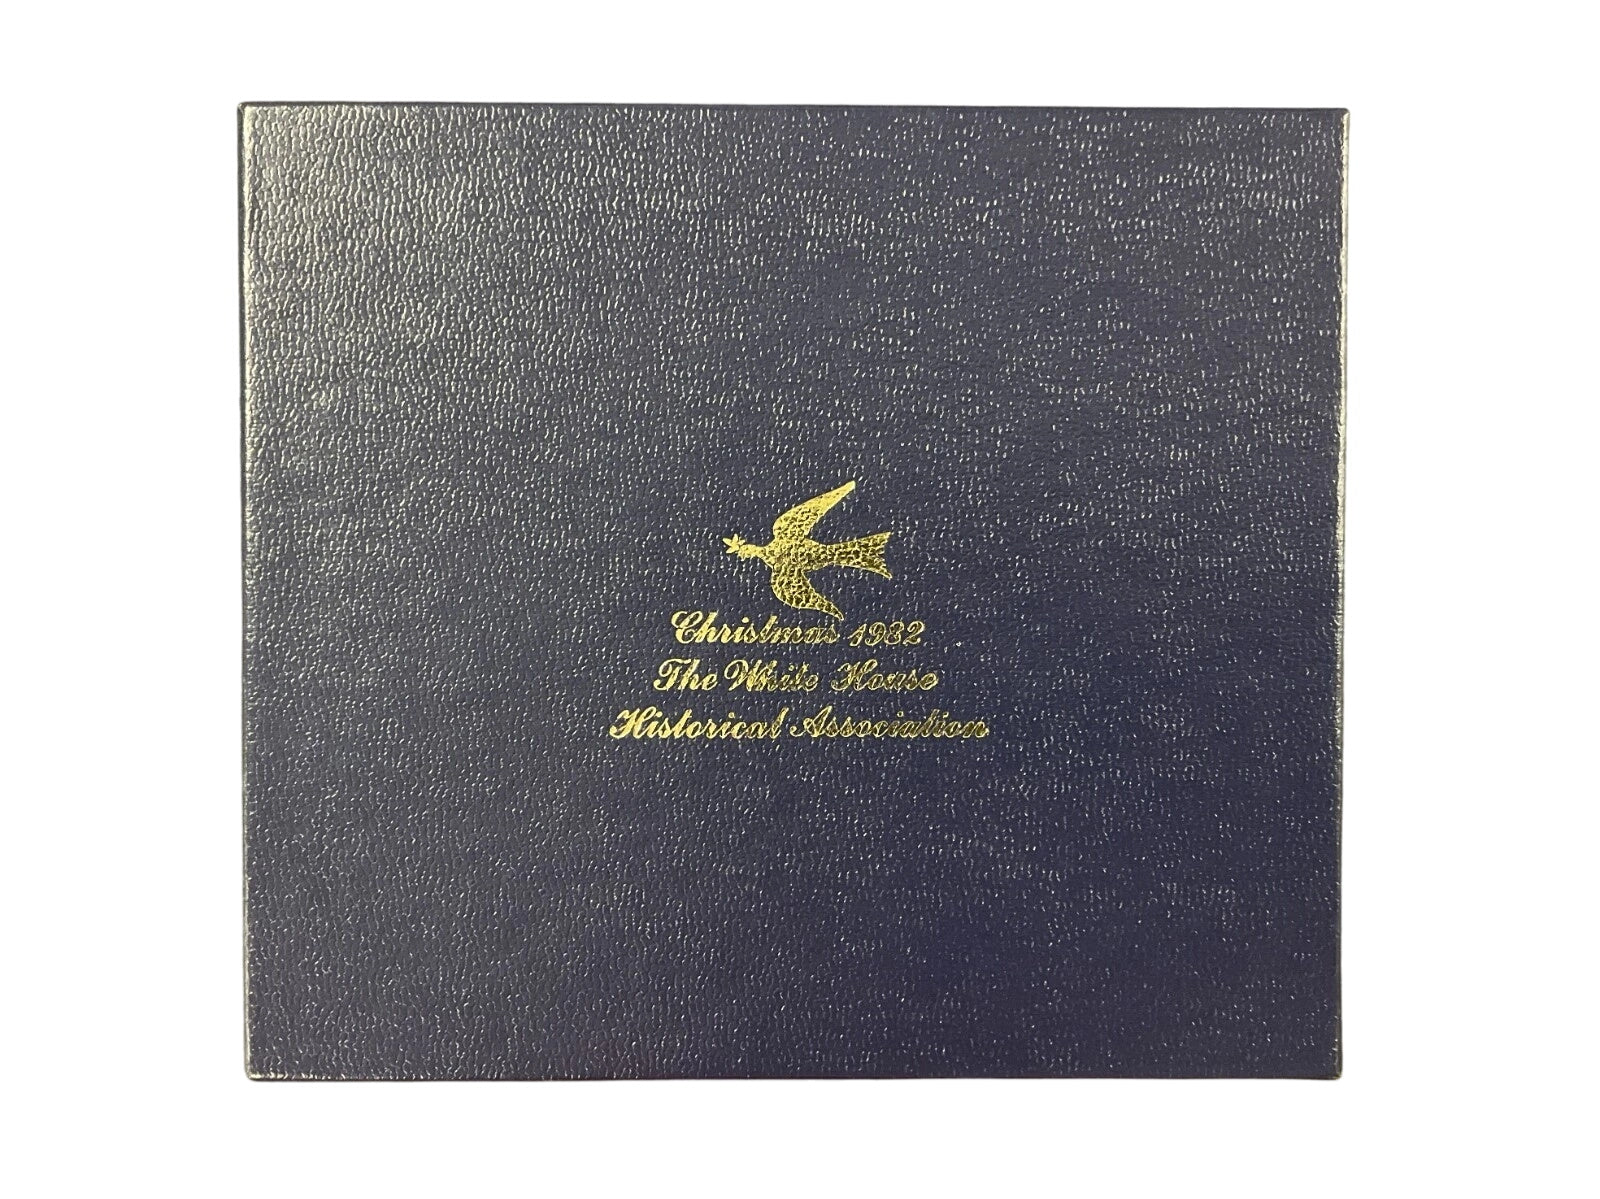 Christmas 1982
The White House
Historical Association